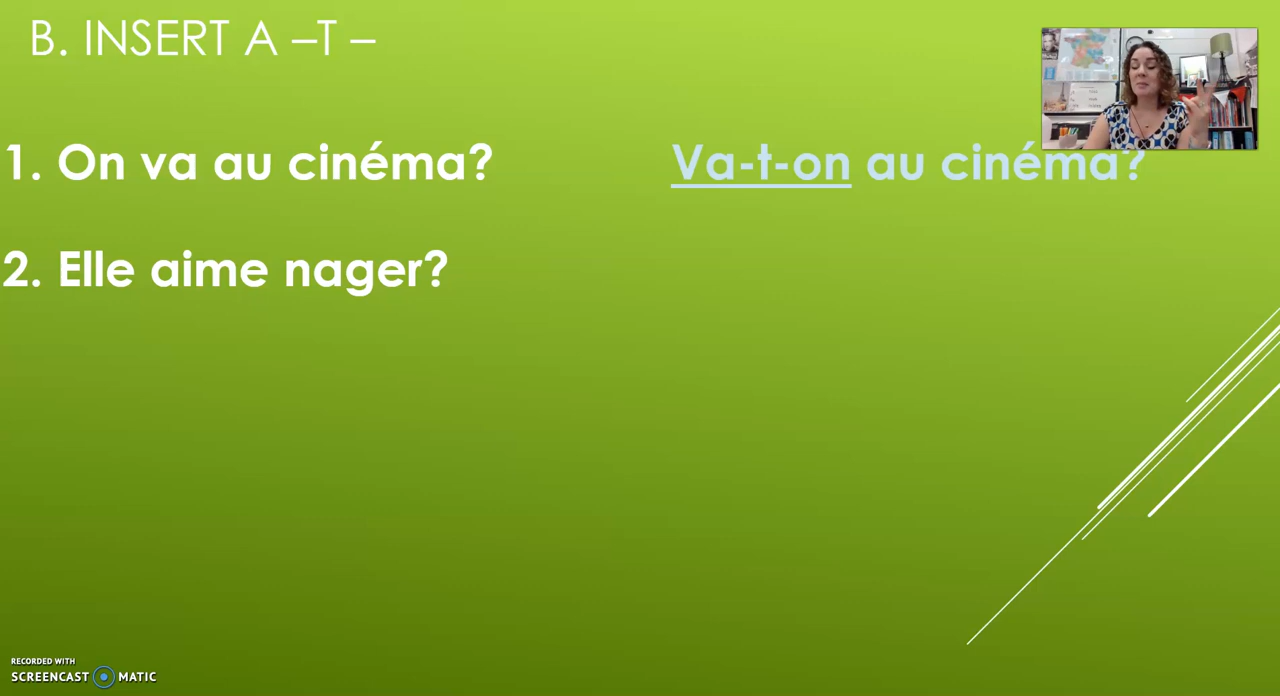 B. INSERT A –T –
1. On va au cinéma? Va-t-on au cinéma?
2. Elle aime nager?
RECORDED WITH
SCREENCAST MATIC